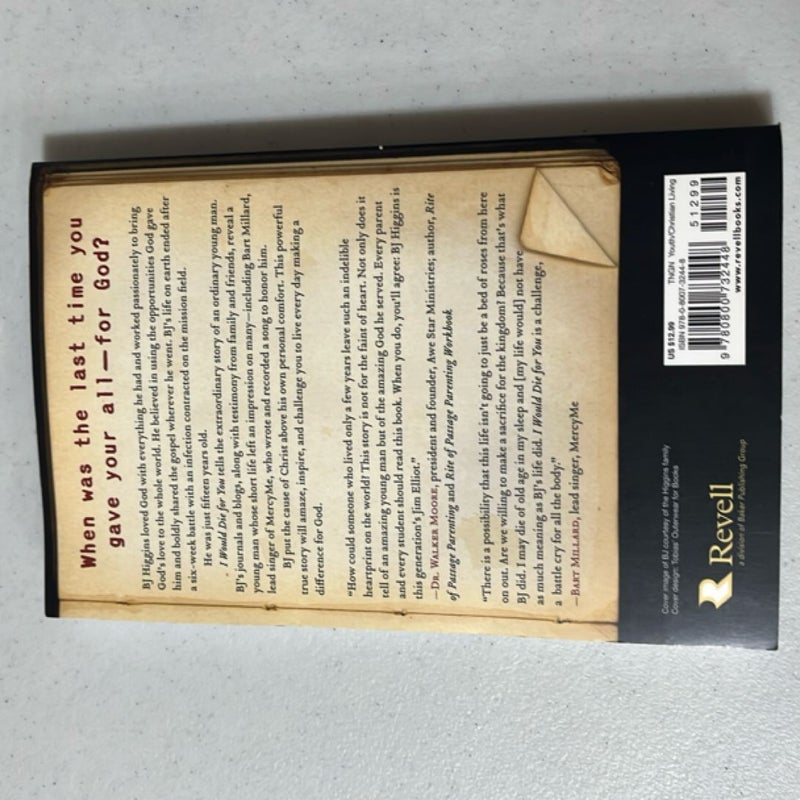 When was the last time you
gave your all—for God?
BJ Higgins loved God with everything he had and worked passionately to bring
God's love to the whole world. He believed in using the opportunities God gave
him and boldly shared the gospel wherever he went. BJ's life on earth ended after
a six-week battle with an infection contracted on the mission field.
He was just fifteen years old.
I Would Die for You tells the extraordinary story of an ordinary young man.
BJ's journals and blogs, along with testimony from family and friends, reveal a
young man whose short life left an impression on many—including Bart Millard,
lead singer of MercyMe, who wrote and recorded a song to honor him.
BJ put the cause of Christ above his own personal comfort. This powerful
true story will amaze, inspire, and challenge you to live every day making a
difference for God.
"How could someone who lived only a few years leave such an indelible
heartprint on the world? This story is not for the faint of heart. Not only does it
tell of an amazing young man but of the amazing God he served. Every parent
and every student should read this book. When you do, you'll agree: BJ Higgins is
this generation's Jim Elliot."
—Dr. Walker Moore, president and founder, Awe Star Ministries; author, Rite
of Passage Parenting and Rite of Passage Parenting Workbook
"There is a possibility that this life isn't going to just be a bed of roses from here
on out. Are we willing to make a sacrifice for the kingdom? Because that's what
BJ did. I may die of old age in my sleep and [my life would] not have
as much meaning as BJ's life did. I Would Die for You is a challenge,
a battle cry for all the body."
—Bart Millard, lead singer, MercyMe
Cover image of BJ courtesy of the Higgins family
Cover design: Tobias' Outerwear for Books
Revell
a division of Baker Publishing Group
US $12.99
TNGN Youth/Christian Living
ISBN 978-0-8007-3244-8
51299
9 780800 732448
www.revellbooks.com